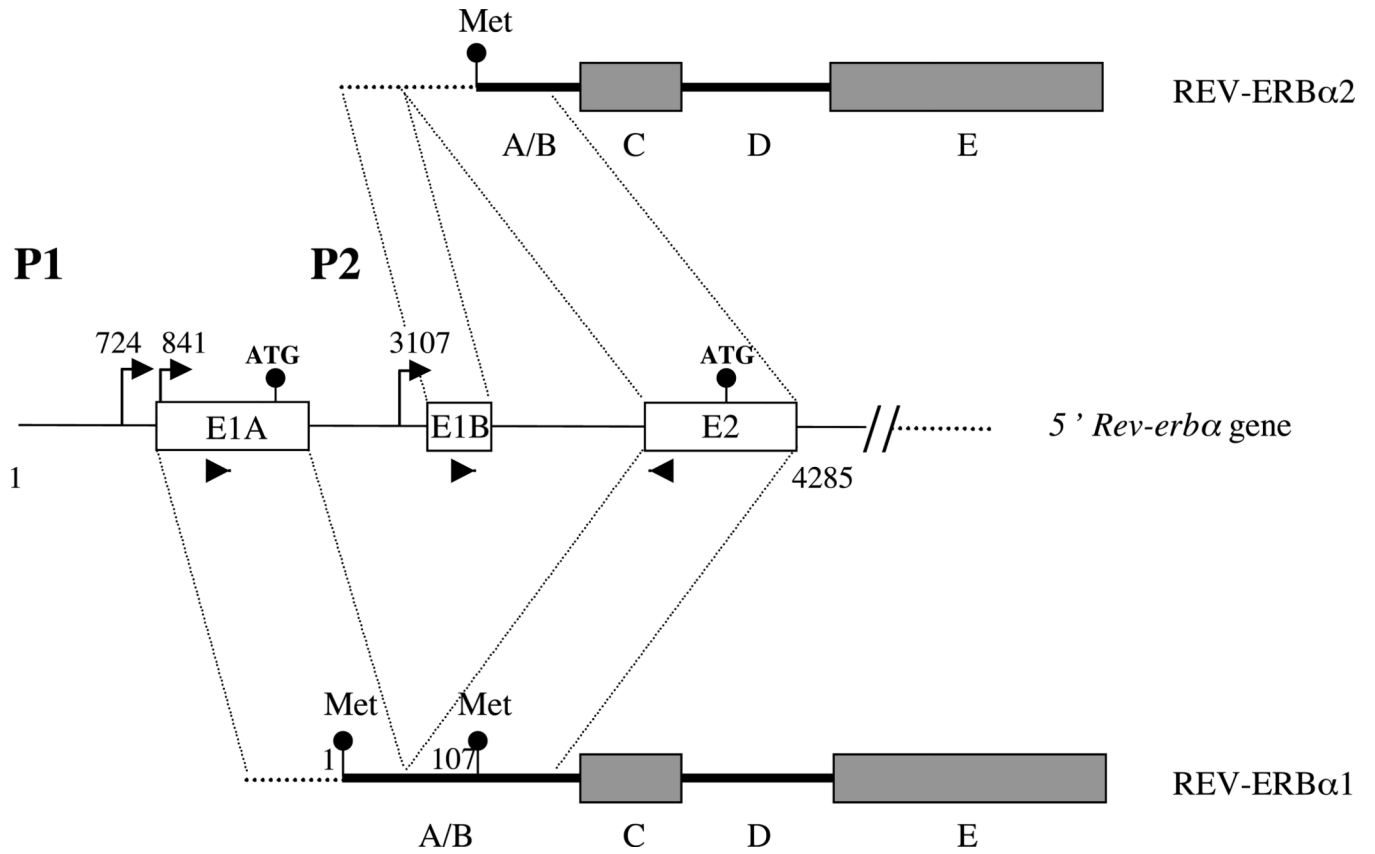 Met
REV-ERBα2
A/B C D E
P1 P2
724 841 3107
ATG ATG
E1A E1B E2 5 ’ Rev-erbα gene
1 4285
Met Met
1 107
REV-ERBα1
A/B C D E